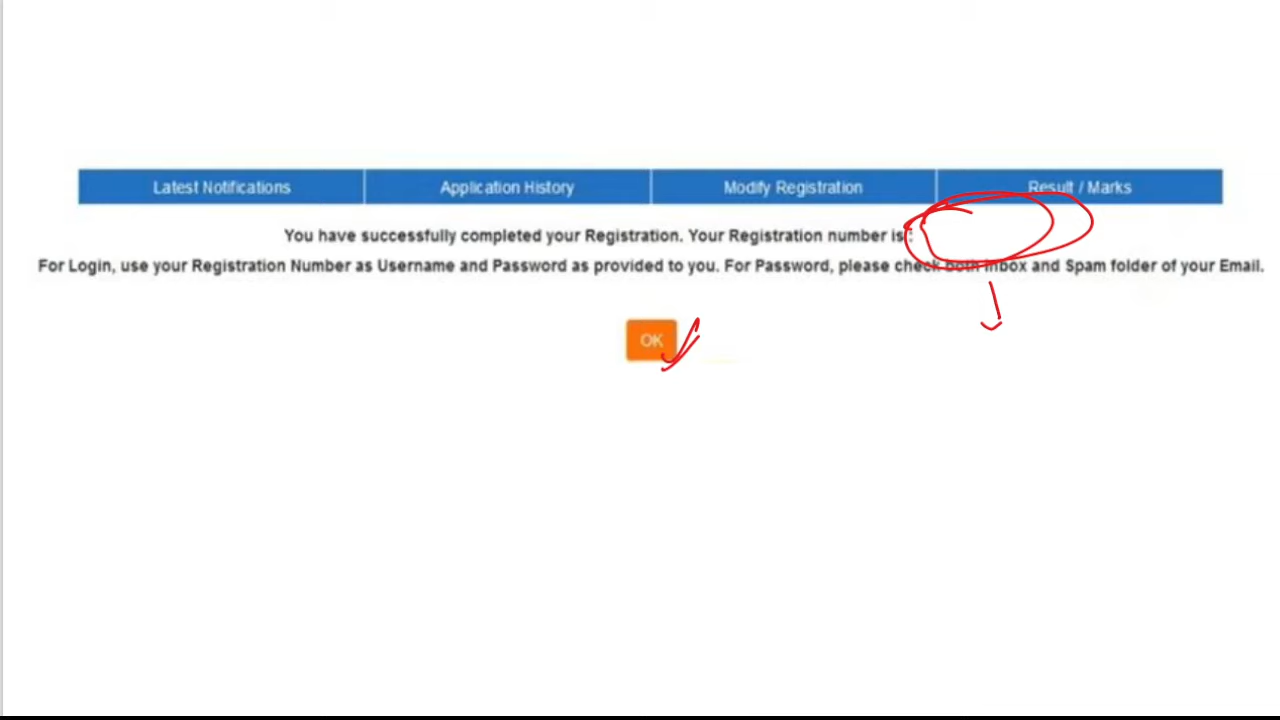 Latest Notifications Application History Modify Registration Result / Marks
You have successfully completed your Registration. Your Registration number is :
For Login, use your Registration Number as Username and Password as provided to you. For Password, please check both Inbox and Spam folder of your Email.
OK